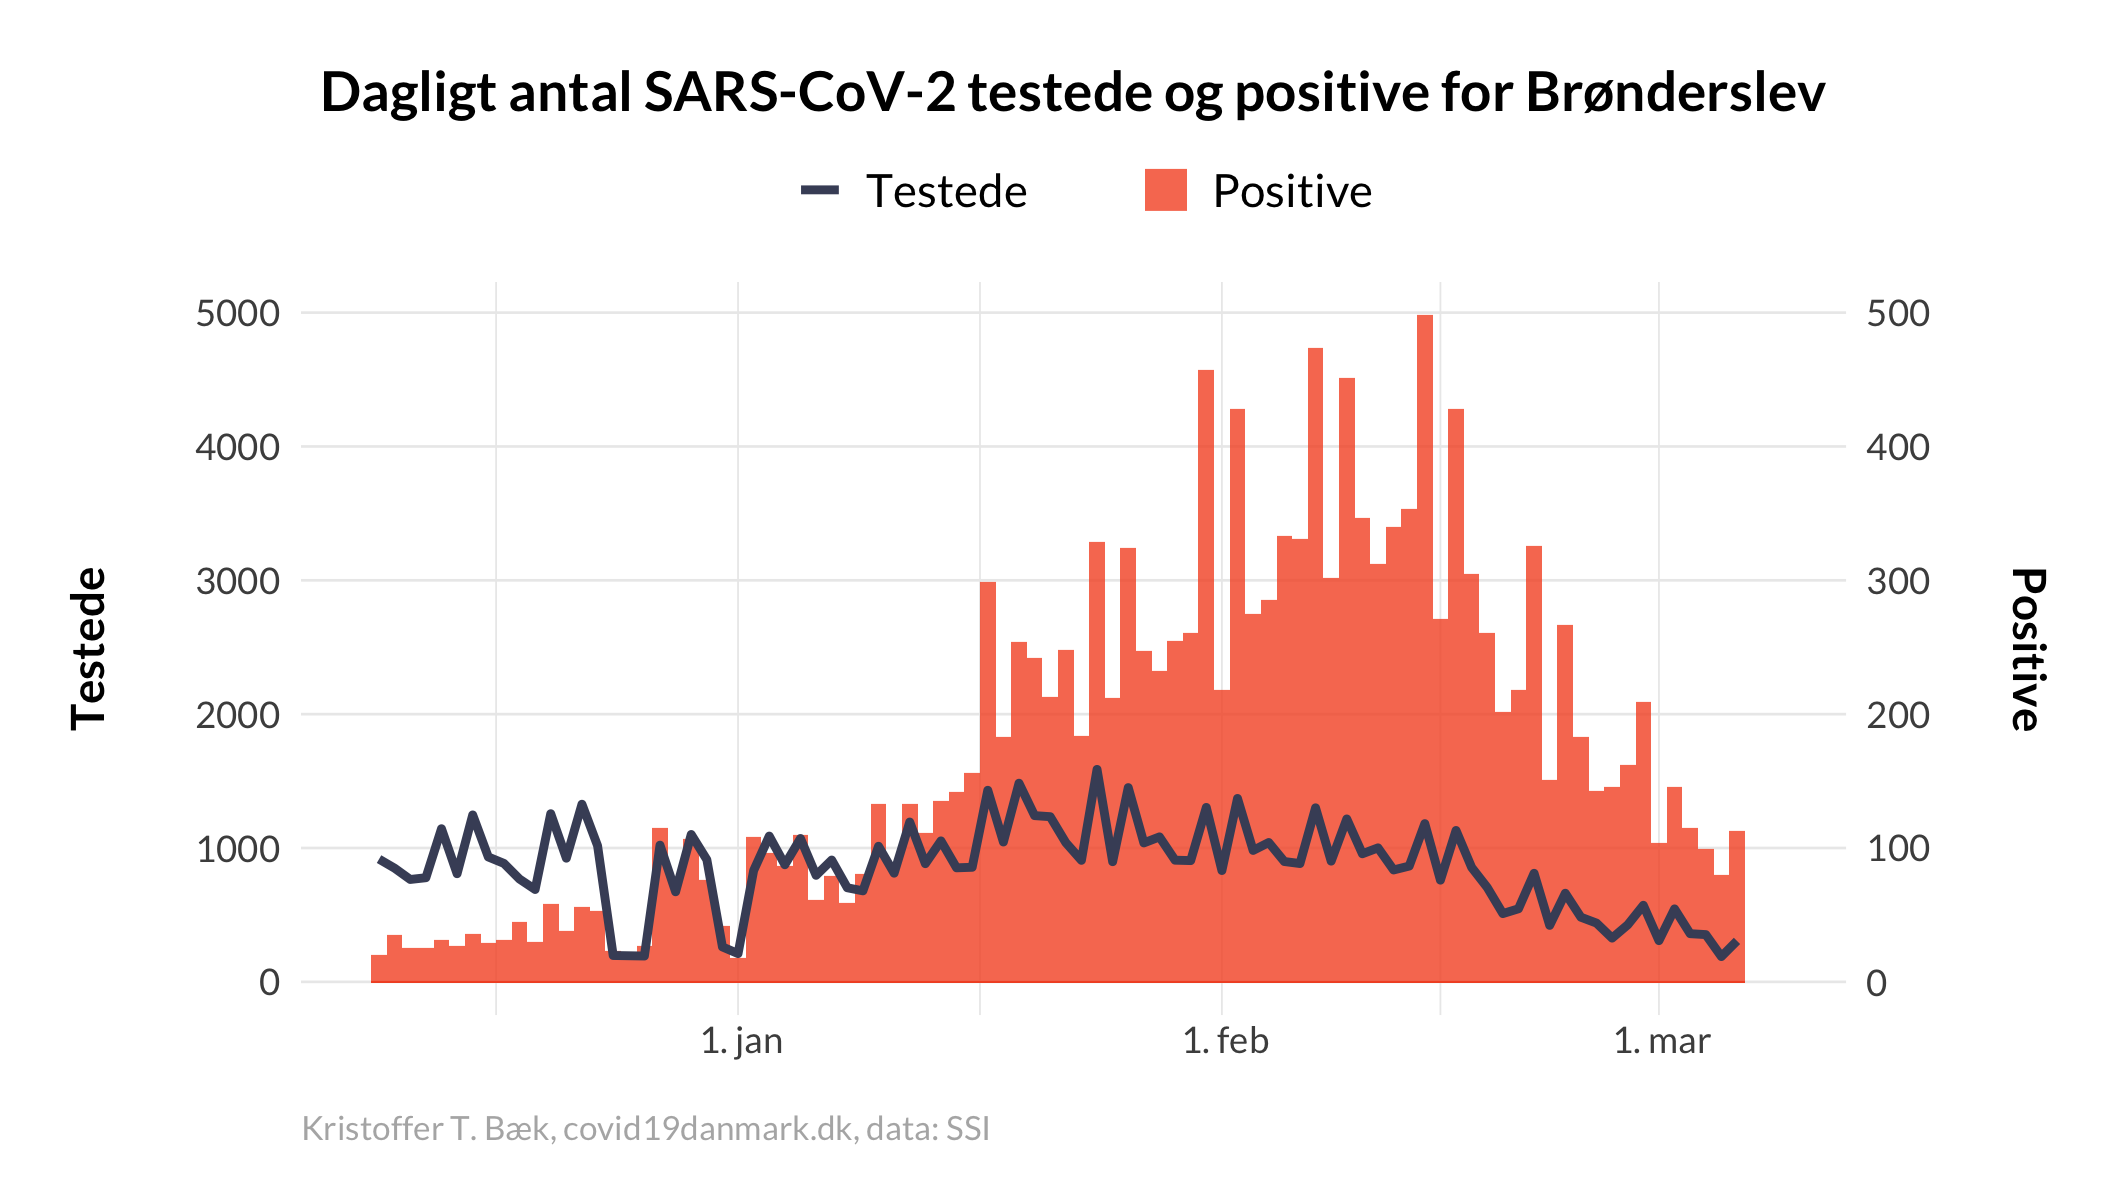 Dagligt antal SARS-CoV-2 testede og positive for Brønderslev
Testede
Positive
5000
4000
3000
2000
1000
0
500
400
300
200
100
0
Testede
Positive
1. jan
1. feb
1. mar
Kristoffer T. Bæk, covid19danmark.dk, data: SSI